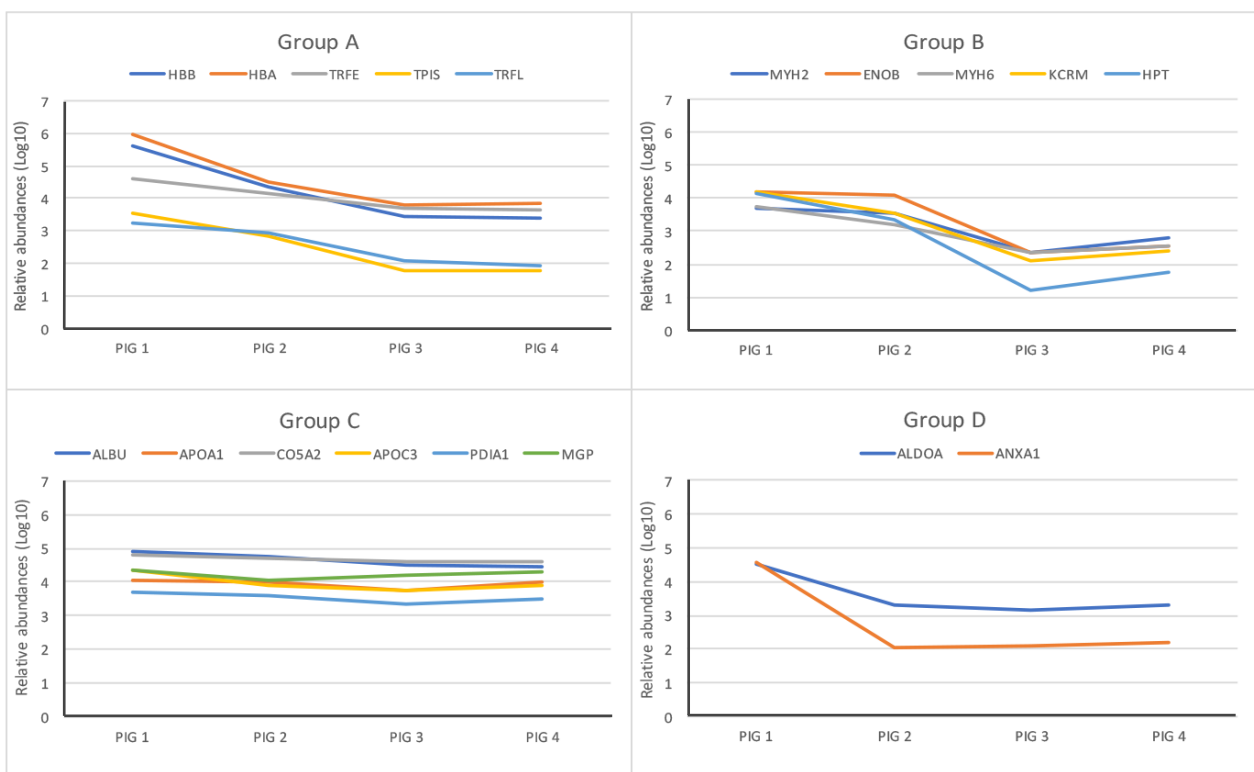 Group A
HBB HBA TRFE TPIS TRFL
Relative abundances (Log10)
7
6
5
4
3
2
1
0
PIG 1 PIG 2 PIG 3 PIG 4
Group B
MYH2 ENOB MYH6 KCRM HPT
Relative abundances (Log10)
7
6
5
4
3
2
1
0
PIG 1 PIG 2 PIG 3 PIG 4
Group C
ALBU APOA1 CO5A2 APOC3 PDIA1 MGP
Relative abundances (Log10)
7
6
5
4
3
2
1
0
PIG 1 PIG 2 PIG 3 PIG 4
Group D
ALDOA ANXA1
Relative abundances (Log10)
7
6
5
4
3
2
1
0
PIG 1 PIG 2 PIG 3 PIG 4